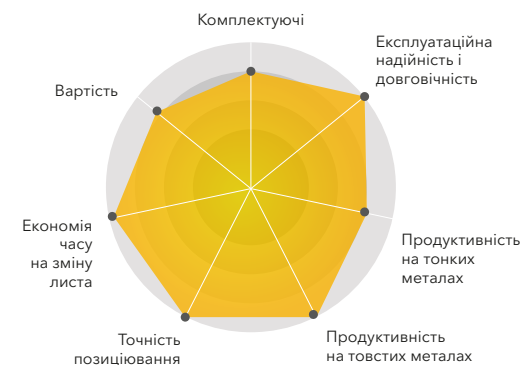 Комплектуючі
Експлуатаційна
надійність і
довговічність
Продуктивність
на тонких
металах
Продуктивність
на товстих металах
Точність
позиціювання
Економія
часу
на зміну
листа
Вартість